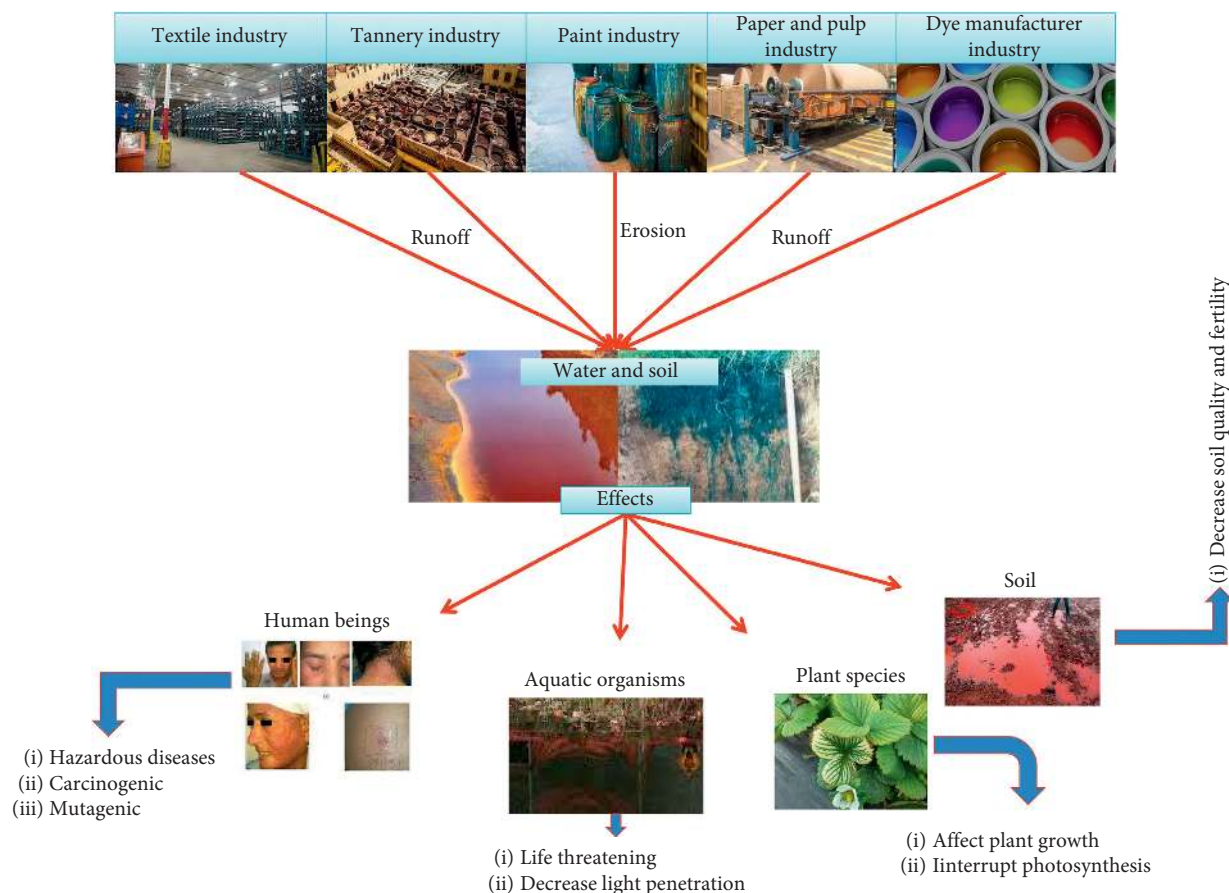 Textile industry
Tannery industry
Paint industry
Paper and pulp
industry
Dye manufacturer
industry
Runoff
Erosion
Runoff
Water and soil
Effects
Human beings
(i) Hazardous diseases
(ii) Carcinogenic
(iii) Mutagenic
Aquatic organisms
(i) Life threatening
(ii) Decrease light penetration
Plant species
(i) Affect plant growth
(ii) Iinterrupt photosynthesis
Soil
(i) Decrease soil quality and fertility